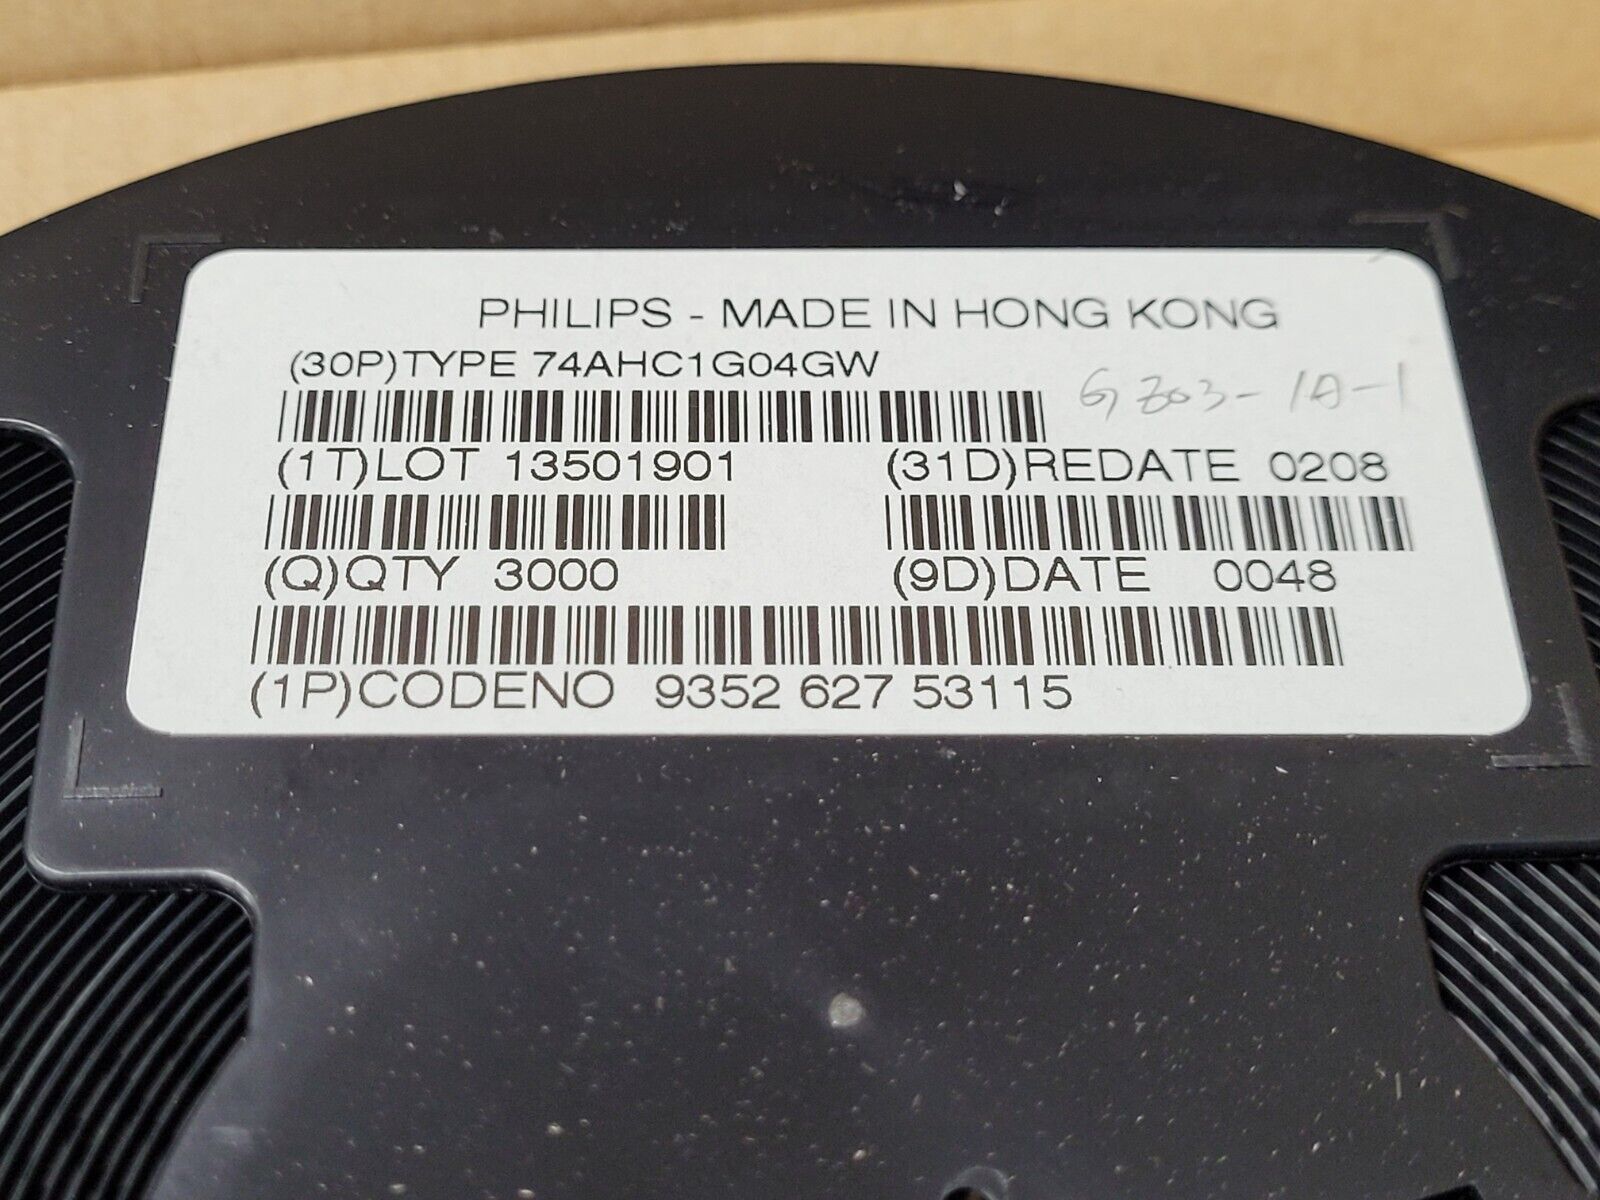 PHILIPS - MADE IN HONG KONG
(30P)TYPE 74AHC1G04GW
GZ03-1A-1
(1T)LOT 13501901 (31D)REDATE 0208
(Q)QTY 3000 (9D)DATE 0048
(1P)CODENO 9352 627 53115